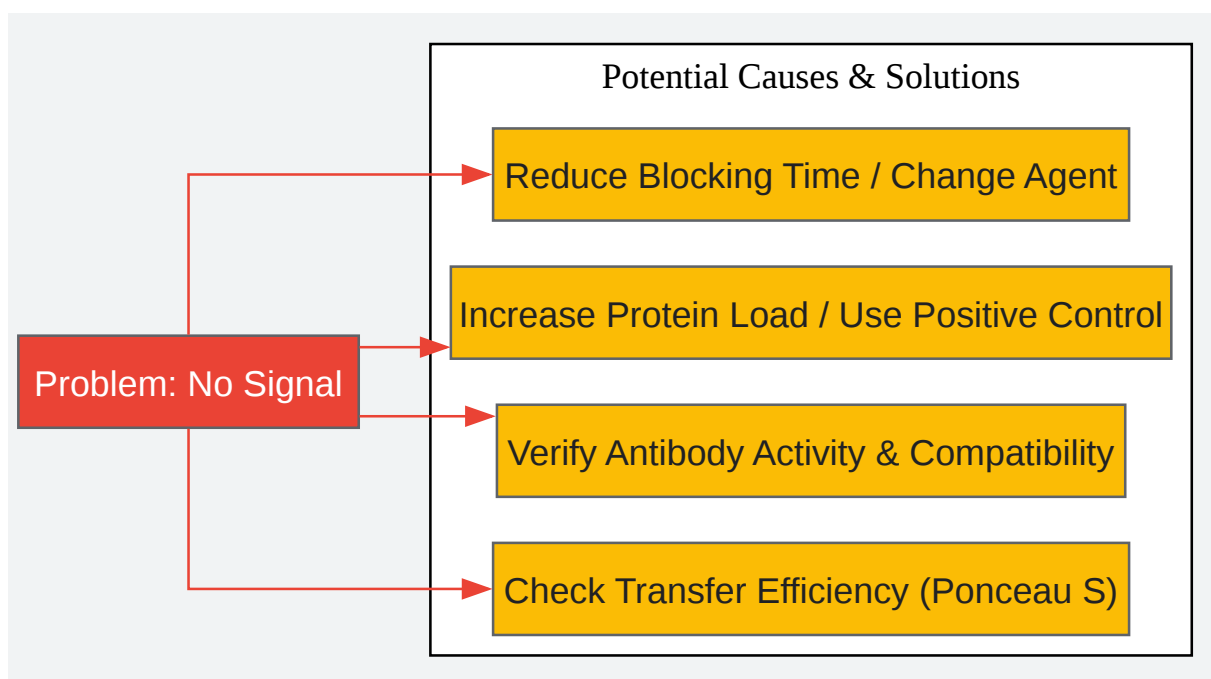 Potential Causes & Solutions
Reduce Blocking Time / Change Agent
Increase Protein Load / Use Positive Control
Problem: No Signal
Verify Antibody Activity & Compatibility
Check Transfer Efficiency (Ponceau S)